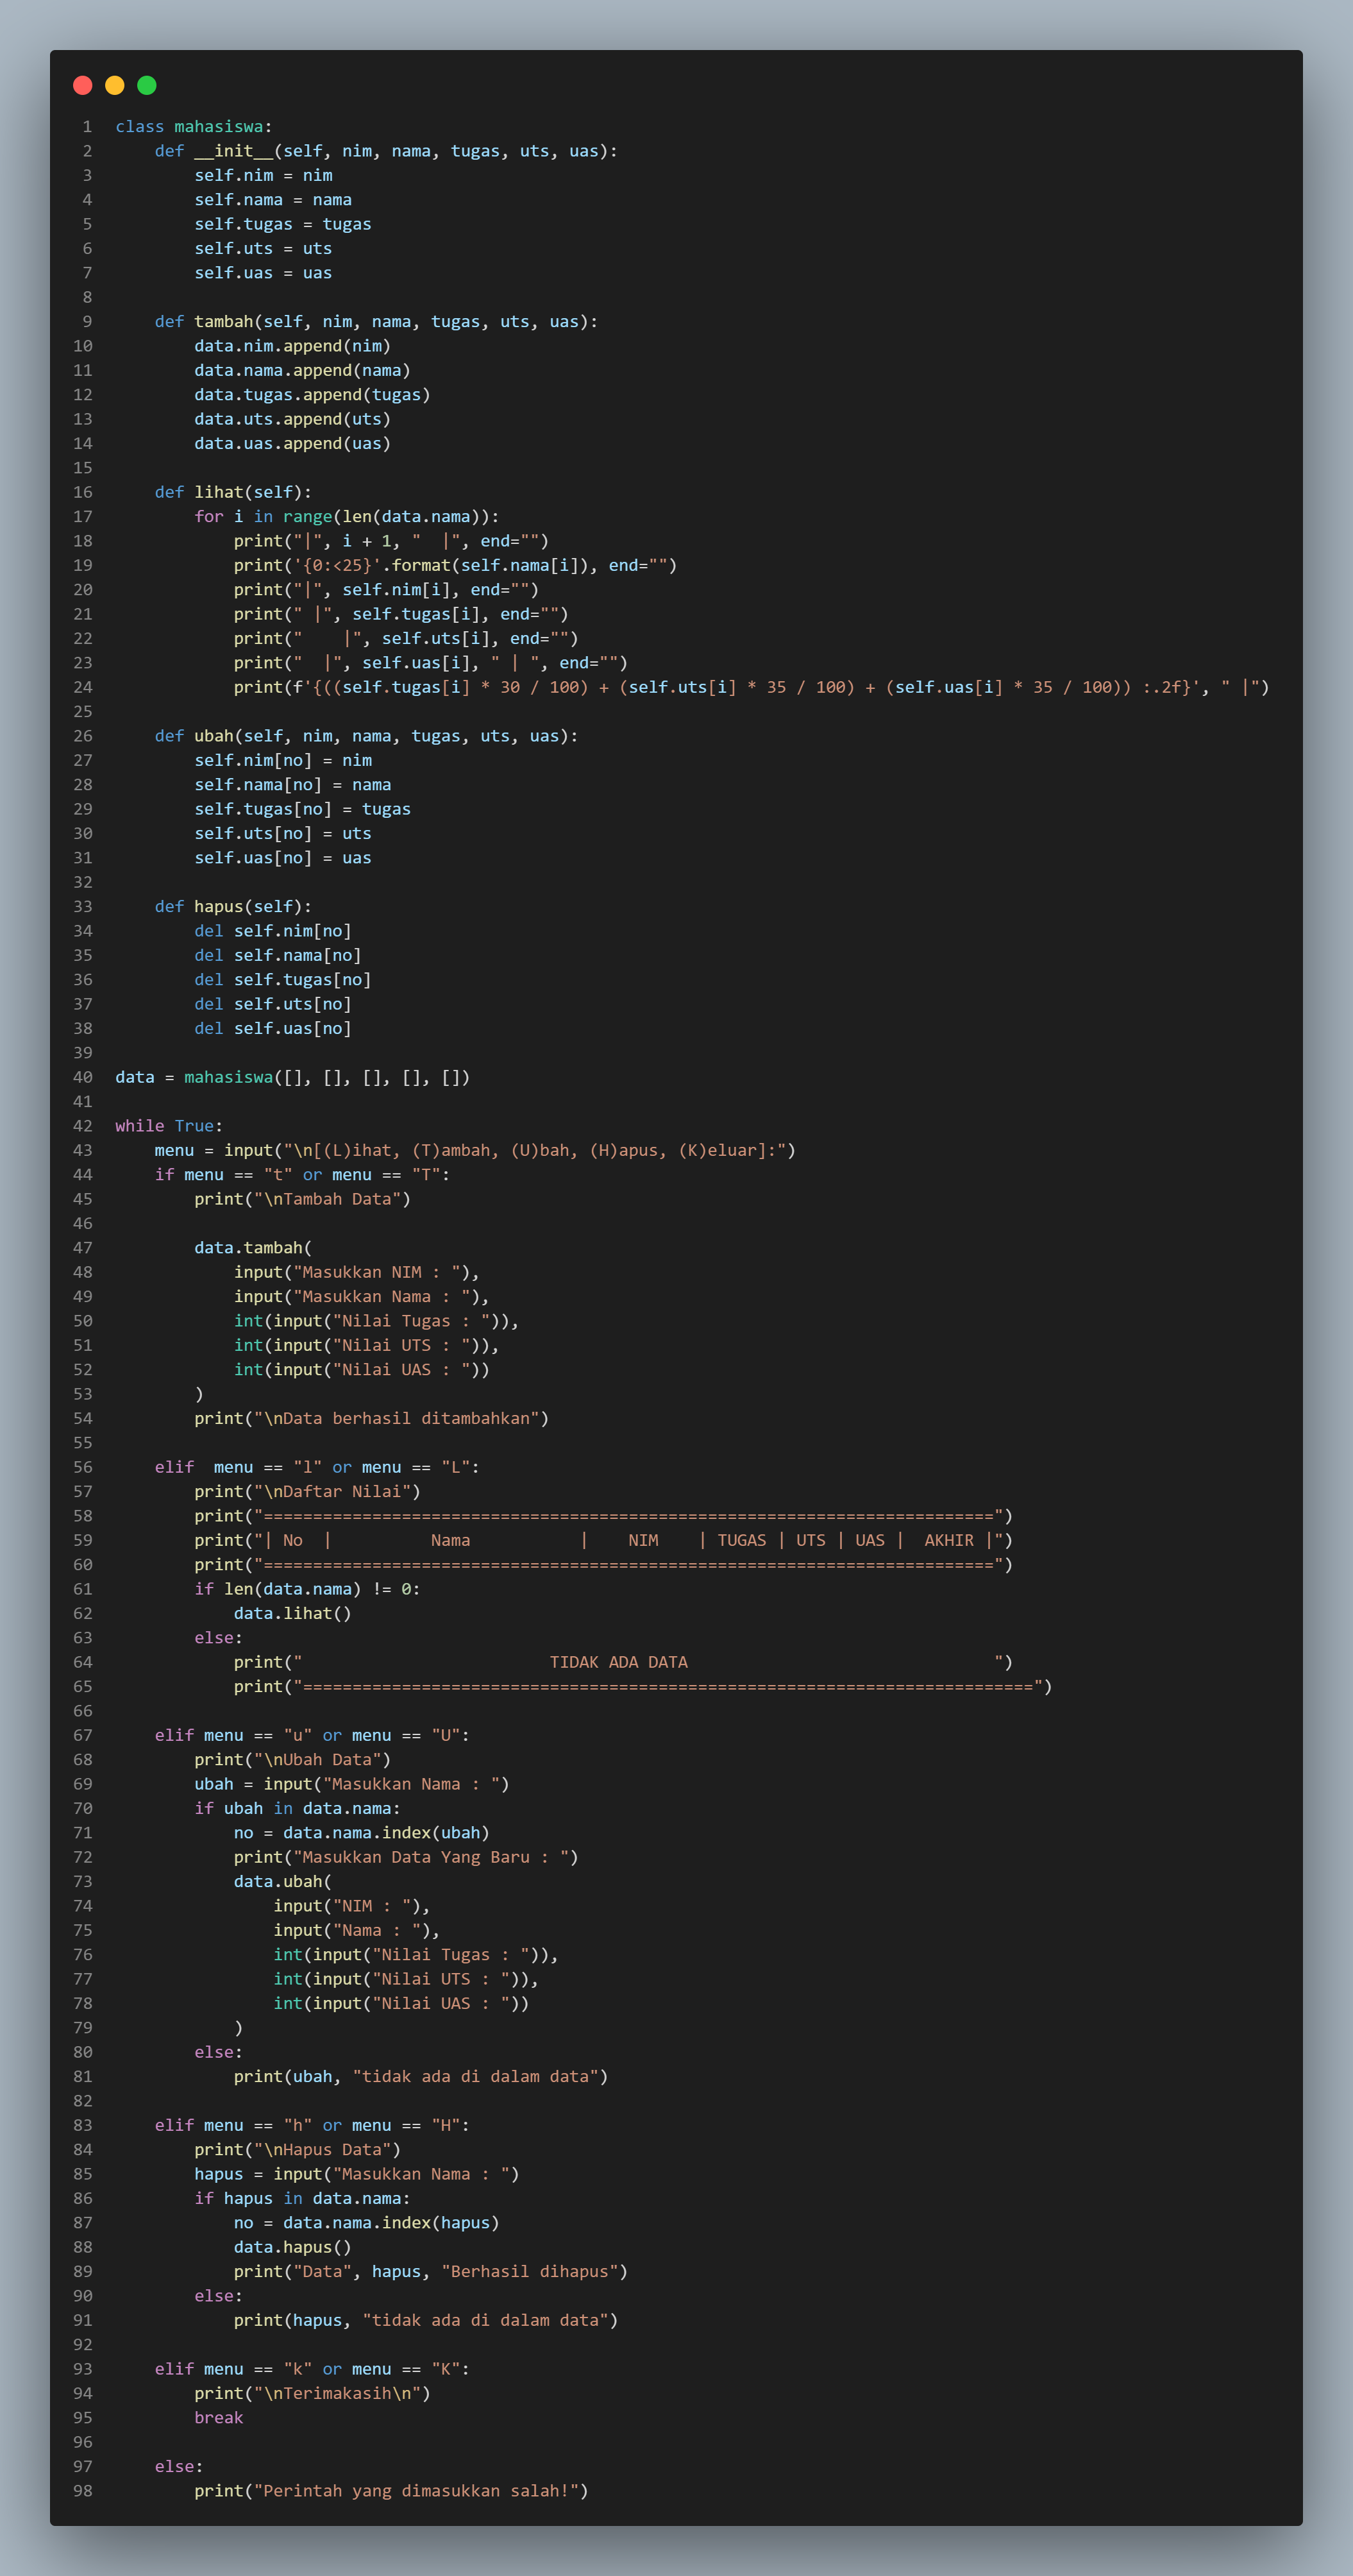 1 class mahasiswa:
2     def __init__(self, nim, nama, tugas, uts, uas):
3         self.nim = nim
4         self.nama = nama
5         self.tugas = tugas
6         self.uts = uts
7         self.uas = uas
8
9     def tambah(self, nim, nama, tugas, uts, uas):
10         data.nim.append(nim)
11         data.nama.append(nama)
12         data.tugas.append(tugas)
13         data.uts.append(uts)
14         data.uas.append(uas)
15
16     def lihat(self):
17         for i in range(len(data.nama)):
18             print("|", i + 1, "  |", end="")
19             print('{0:<25}'.format(self.nama[i]), end="")
20             print("|", self.nim[i], end="")
21             print(" |", self.tugas[i], end="")
22             print("    |", self.uts[i], end="")
23             print("  |", self.uas[i], " | ", end="")
24             print(f'{((self.tugas[i] * 30 / 100) + (self.uts[i] * 35 / 100) + (self.uas[i] * 35 / 100)) :.2f}', " |")
25
26     def ubah(self, nim, nama, tugas, uts, uas):
27         self.nim[no] = nim
28         self.nama[no] = nama
29         self.tugas[no] = tugas
30         self.uts[no] = uts
31         self.uas[no] = uas
32
33     def hapus(self):
34         del self.nim[no]
35         del self.nama[no]
36         del self.tugas[no]
37         del self.uts[no]
38         del self.uas[no]
39
40 data = mahasiswa([], [], [], [], [])
41
42 while True:
43     menu = input("\n[(L)ihat, (T)ambah, (U)bah, (H)apus, (K)eluar]:")
44     if menu == "t" or menu == "T":
45         print("\nTambah Data")
46
47         data.tambah(
48             input("Masukkan NIM : "),
49             input("Masukkan Nama : "),
50             int(input("Nilai Tugas : ")),
51             int(input("Nilai UTS : ")),
52             int(input("Nilai UAS : "))
53         )
54         print("\nData berhasil ditambahkan")
55
56     elif  menu == "l" or menu == "L":
57         print("\nDaftar Nilai")
58         print("==========================================================================")
59         print("| No  |          Nama           |    NIM    | TUGAS | UTS | UAS |  AKHIR |")
60         print("==========================================================================")
61         if len(data.nama) != 0:
62             data.lihat()
63         else:
64             print("                         TIDAK ADA DATA                               ")
65             print("==========================================================================")
66
67     elif menu == "u" or menu == "U":
68         print("\nUbah Data")
69         ubah = input("Masukkan Nama : ")
70         if ubah in data.nama:
71             no = data.nama.index(ubah)
72             print("Masukkan Data Yang Baru : ")
73             data.ubah(
74                 input("NIM : "),
75                 input("Nama : "),
76                 int(input("Nilai Tugas : ")),
77                 int(input("Nilai UTS : ")),
78                 int(input("Nilai UAS : "))
79             )
80         else:
81             print(ubah, "tidak ada di dalam data")
82
83     elif menu == "h" or menu == "H":
84         print("\nHapus Data")
85         hapus = input("Masukkan Nama : ")
86         if hapus in data.nama:
87             no = data.nama.index(hapus)
88             data.hapus()
89             print("Data", hapus, "Berhasil dihapus")
90         else:
91             print(hapus, "tidak ada di dalam data")
92
93     elif menu == "k" or menu == "K":
94         print("\nTerimakasih\n")
95         break
96
97     else:
98         print("Perintah yang dimasukkan salah!")